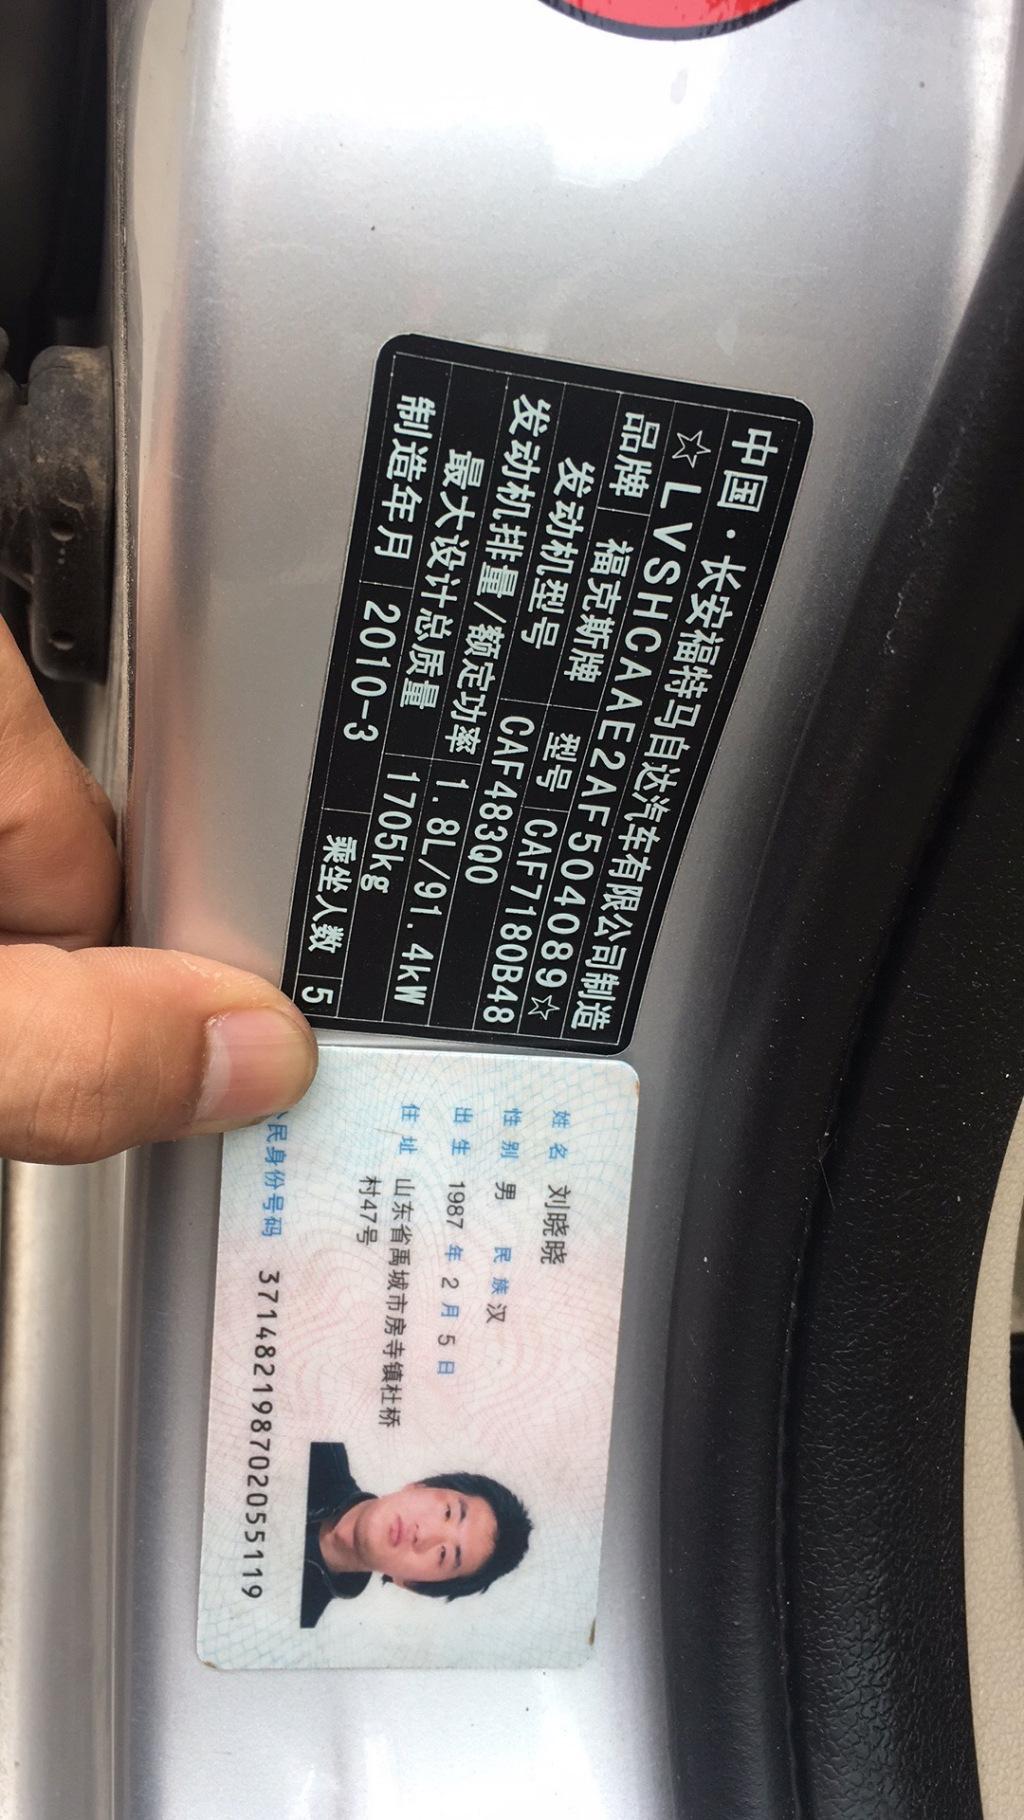 中国·长安福特马自达汽车有限公司制造
☆LVSHCAAE2AF504089☆
品牌 福克斯牌 型号 CAF7180B48
发动机型号 CAF483Q0
发动机排量/额定功率 1.8L/91.4kW
最大设计总质量 1705kg
制造年月 2010-3 乘坐人数 5
姓名 刘晓晓
性别 男 民族 汉
出生 1987 年 2 月 5 日
住址 山东省禹城市房寺镇杜桥
村47号
民身份号码 371482198702055119